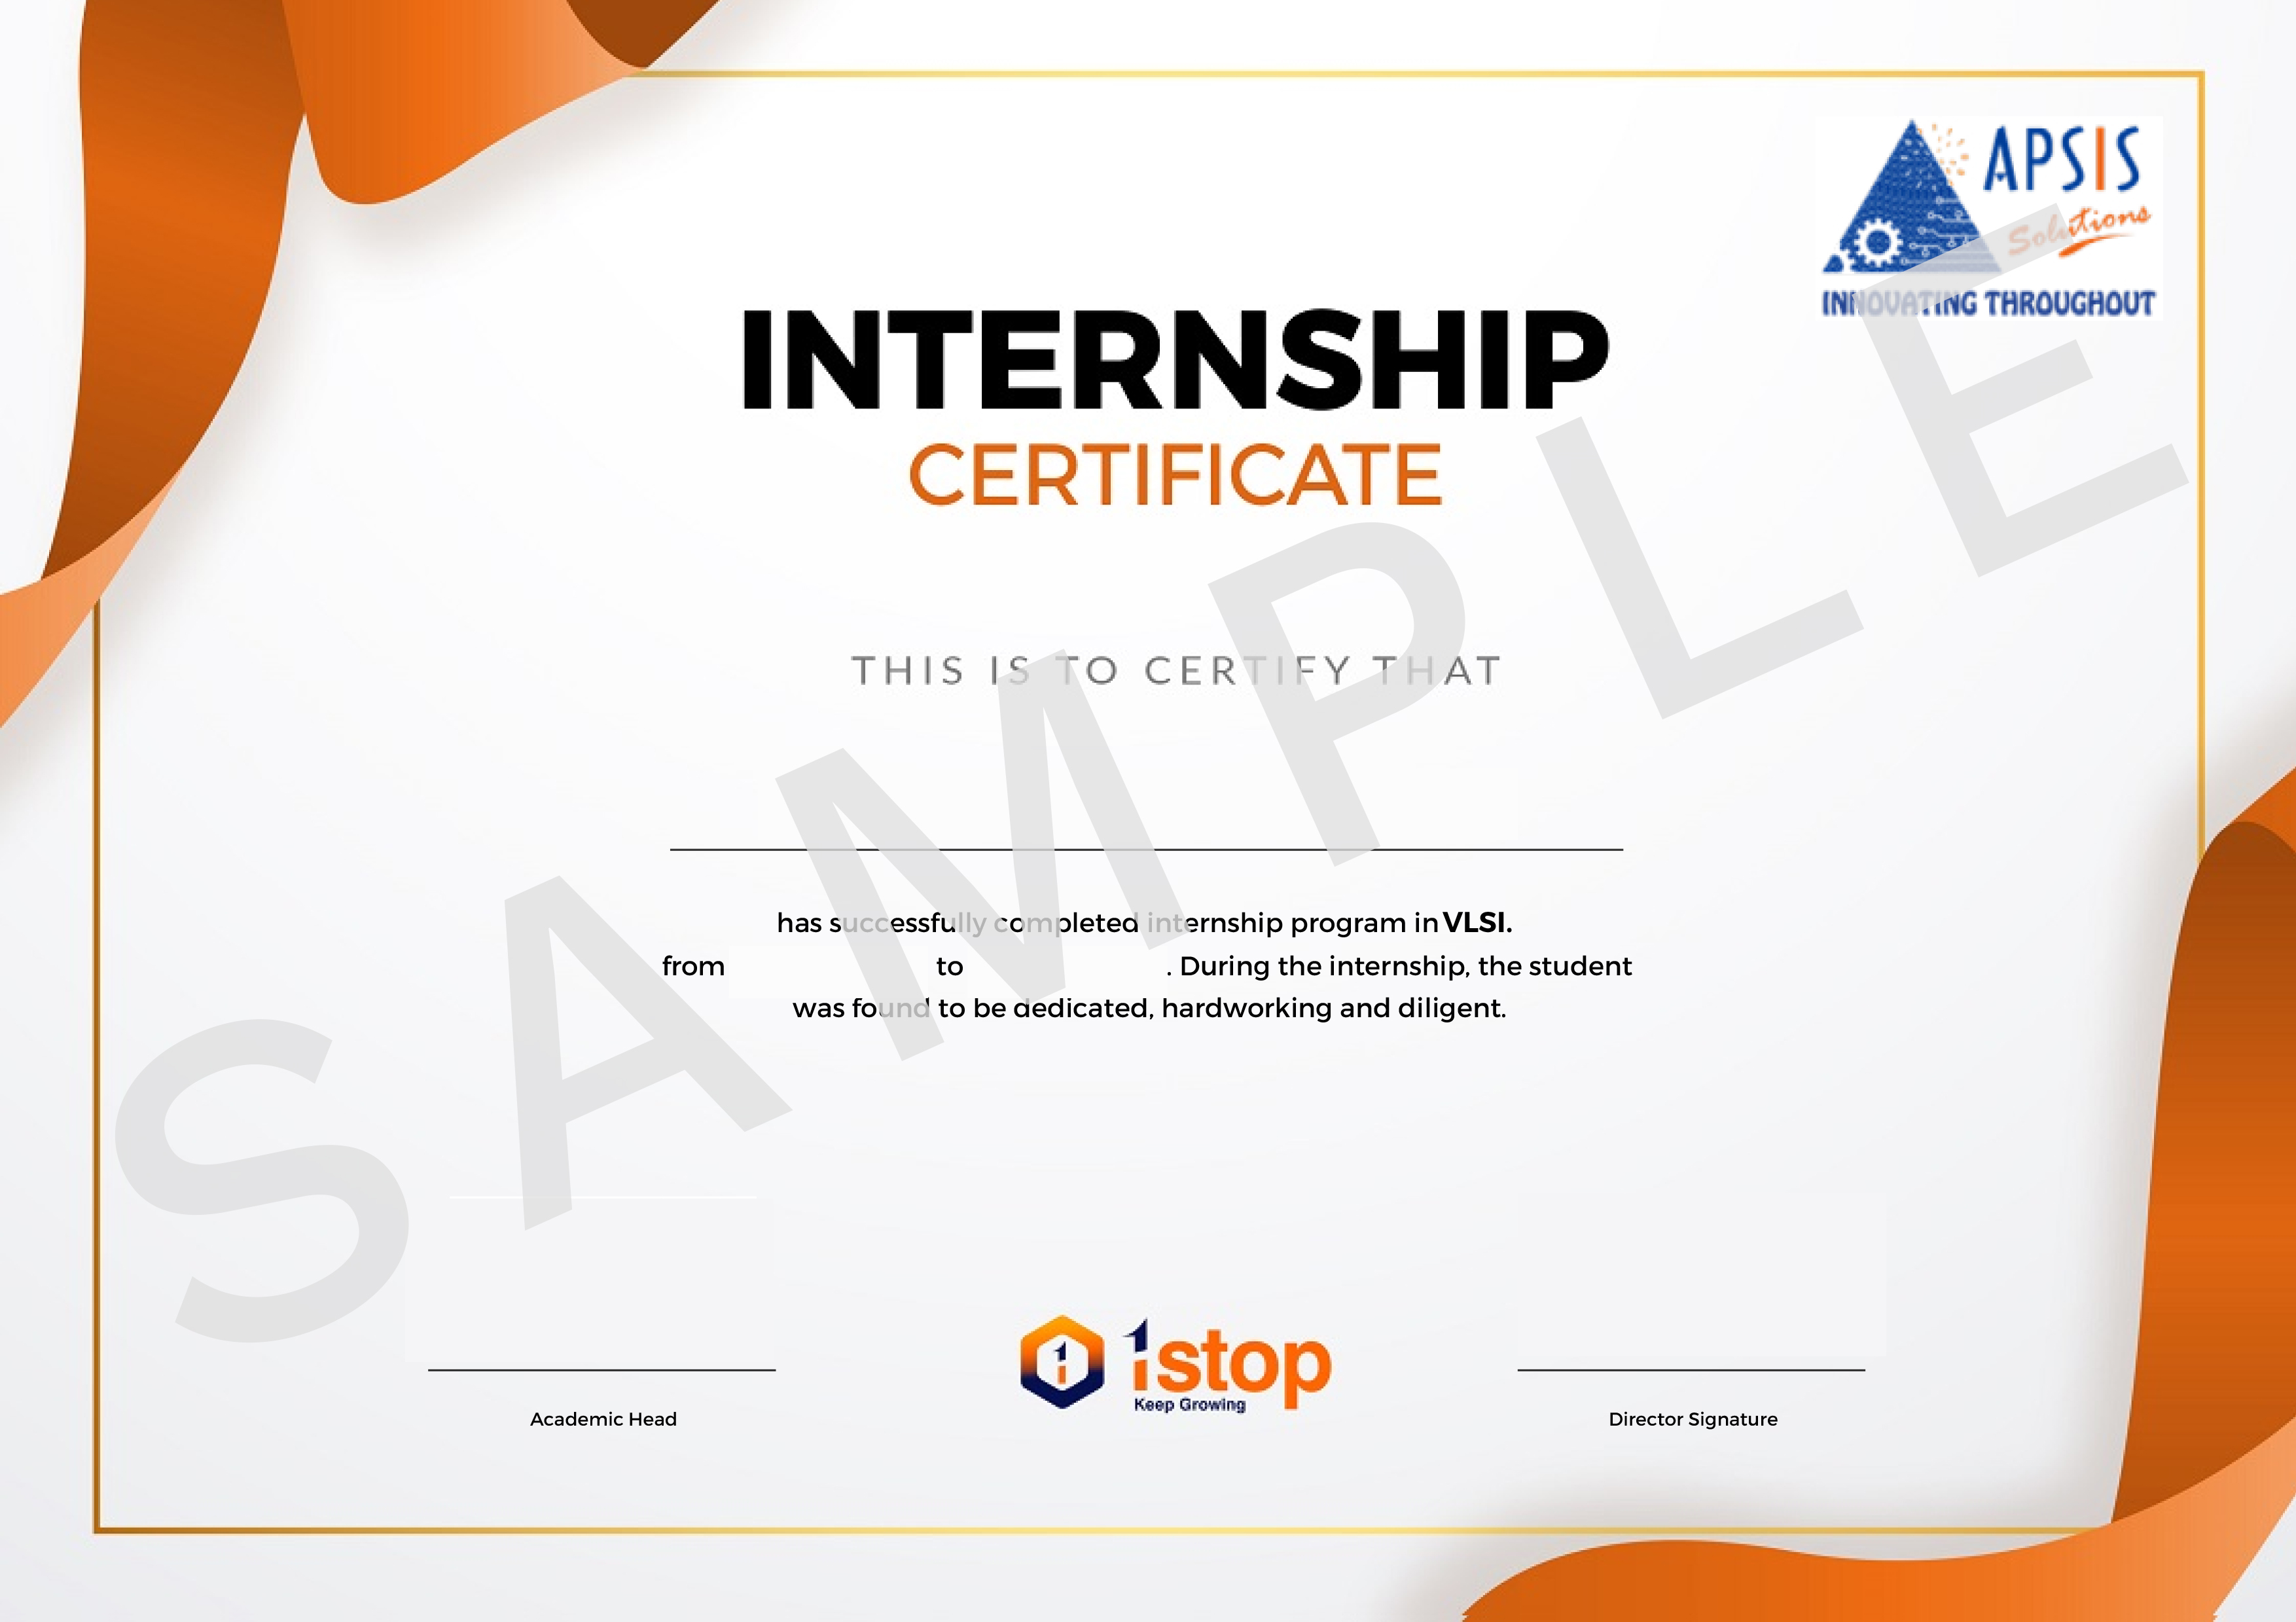 APSIS
Solutions
INNOVATING THROUGHOUT
INTERNSHIP
CERTIFICATE
THIS IS TO CERTIFY THAT
has successfully completed internship program in VLSI.
from to . During the internship, the student
was found to be dedicated, hardworking and diligent.
SAMPLE
1stop
Keep Growing
Academic Head
Director Signature